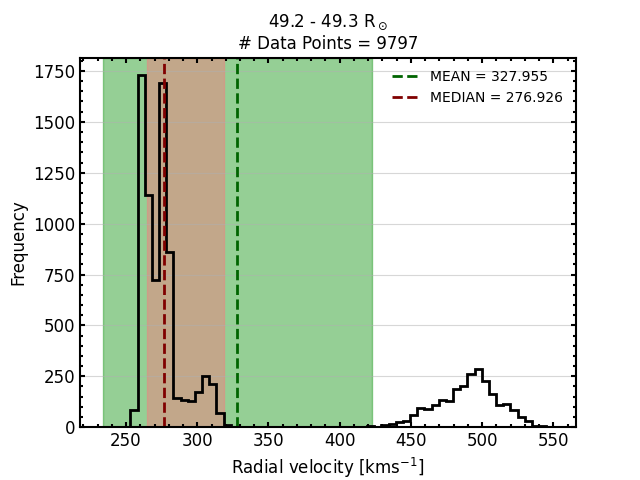 49.2 - 49.3 R⊙
# Data Points = 9797
MEAN = 327.955
MEDIAN = 276.926
Frequency
1750
1500
1250
1000
750
500
250
0
250 300 350 400 450 500 550
Radial velocity [kms⁻¹]